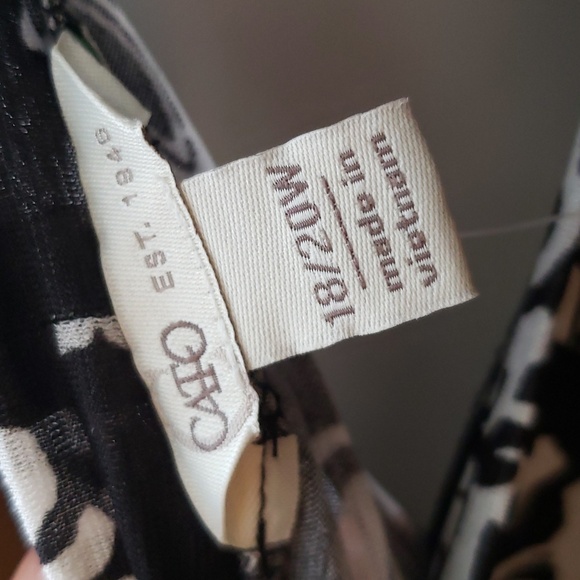 CATO
EST. 1946
18/20W
made in
vietnam